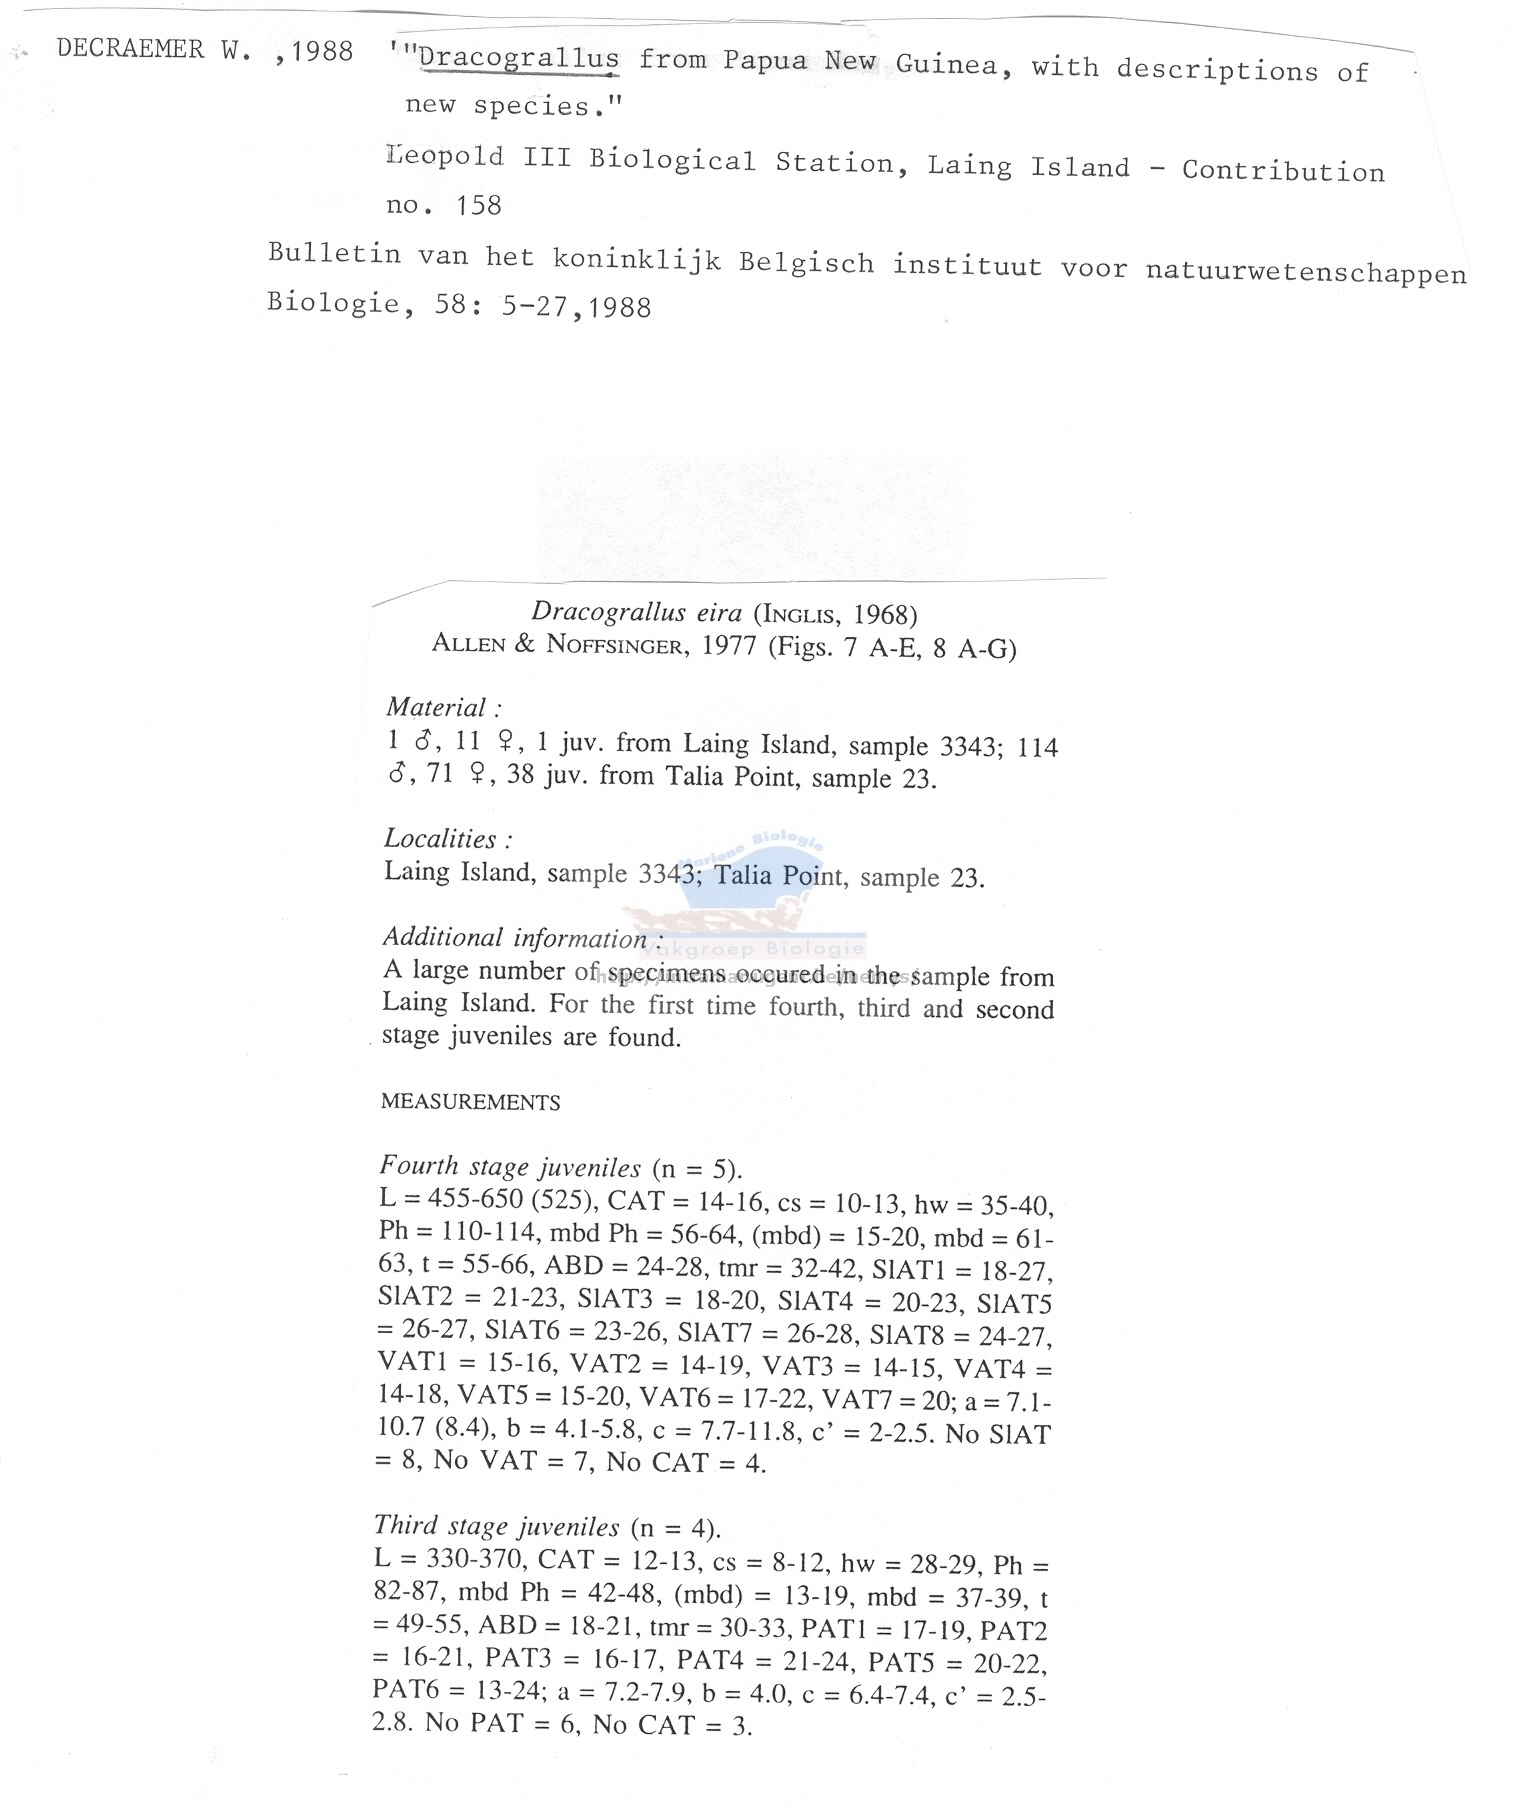 DECRAEMER W. ,1988 '"Dracograllus from Papua New Guinea, with descriptions of
new species."
Leopold III Biological Station, Laing Island - Contribution
no. 158
Bulletin van het koninklijk Belgisch instituut voor natuurwetenschappen
Biologie, 58: 5-27,1988
Dracograllus eira (INGLIS, 1968)
ALLEN & NOFFSINGER, 1977 (Figs. 7 A-E, 8 A-G)
Material :
1 ♂, 11 ♀, 1 juv. from Laing Island, sample 3343; 114
♂, 71 ♀, 38 juv. from Talia Point, sample 23.
Localities :
Laing Island, sample 3343; Talia Point, sample 23.
Mariene Biologie
Additional information :
Vakgroep Biologie
A large number of specimens occured in the sample from
Laing Island. For the first time fourth, third and second
stage juveniles are found.
MEASUREMENTS
Fourth stage juveniles (n = 5).
L = 455-650 (525), CAT = 14-16, cs = 10-13, hw = 35-40,
Ph = 110-114, mbd Ph = 56-64, (mbd) = 15-20, mbd = 61-
63, t = 55-66, ABD = 24-28, tmr = 32-42, SlAT1 = 18-27,
SlAT2 = 21-23, SlAT3 = 18-20, SlAT4 = 20-23, SlAT5
= 26-27, SlAT6 = 23-26, SlAT7 = 26-28, SlAT8 = 24-27,
VAT1 = 15-16, VAT2 = 14-19, VAT3 = 14-15, VAT4 =
14-18, VAT5 = 15-20, VAT6 = 17-22, VAT7 = 20; a = 7.1-
10.7 (8.4), b = 4.1-5.8, c = 7.7-11.8, c’ = 2-2.5. No SlAT
= 8, No VAT = 7, No CAT = 4.
Third stage juveniles (n = 4).
L = 330-370, CAT = 12-13, cs = 8-12, hw = 28-29, Ph =
82-87, mbd Ph = 42-48, (mbd) = 13-19, mbd = 37-39, t
= 49-55, ABD = 18-21, tmr = 30-33, PAT1 = 17-19, PAT2
= 16-21, PAT3 = 16-17, PAT4 = 21-24, PAT5 = 20-22,
PAT6 = 13-24; a = 7.2-7.9, b = 4.0, c = 6.4-7.4, c’ = 2.5-
2.8. No PAT = 6, No CAT = 3.